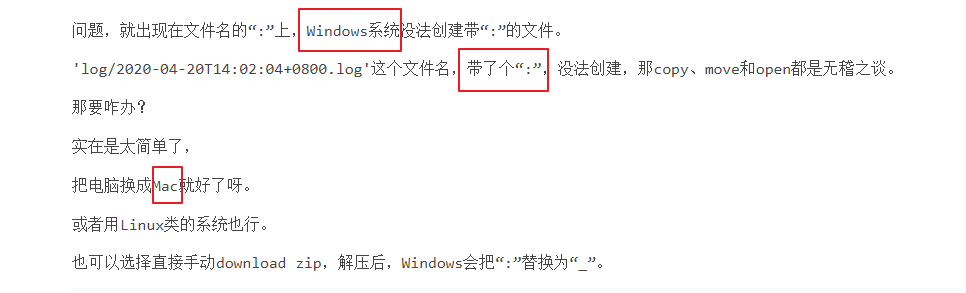 问题，就出现在文件名的“:”上，Windows系统没法创建带“:”的文件。
'log/2020-04-20T14:02:04+0800.log'这个文件名，带了个“:”，没法创建，那copy、move和open都是无稽之谈。
那要咋办？
实在是太简单了，
把电脑换成Mac就好了呀。
或者用Linux类的系统也行。
也可以选择直接手动download zip，解压后，Windows会把“:”替换为“_”。